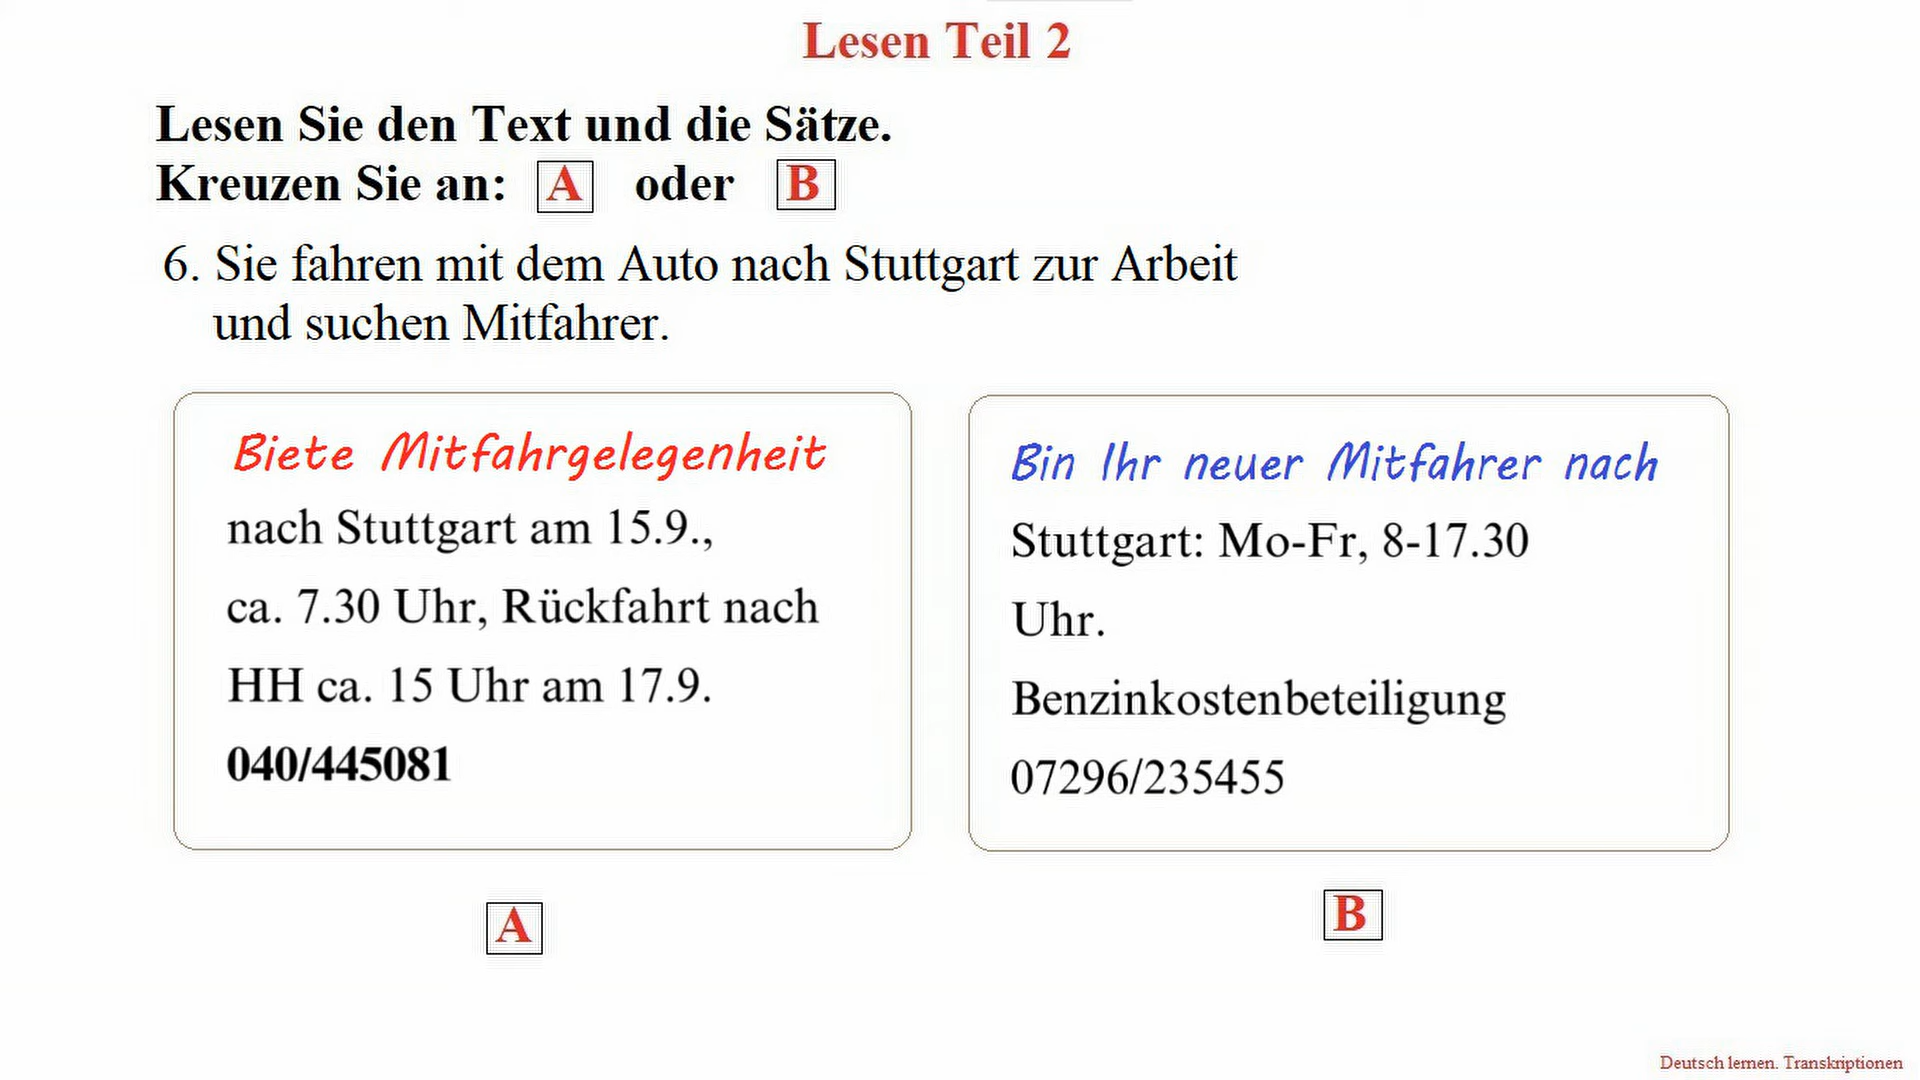 Lesen Teil 2
Lesen Sie den Text und die Sätze.
Kreuzen Sie an: A oder B
6. Sie fahren mit dem Auto nach Stuttgart zur Arbeit
und suchen Mitfahrer.
Biete Mitfahrgelegenheit
nach Stuttgart am 15.9.,
ca. 7.30 Uhr, Rückfahrt nach
HH ca. 15 Uhr am 17.9.
040/445081
A
Bin Ihr neuer Mitfahrer nach
Stuttgart: Mo-Fr, 8-17.30
Uhr.
Benzinkostenbeteiligung
07296/235455
B
Deutsch lernen. Transkriptionen